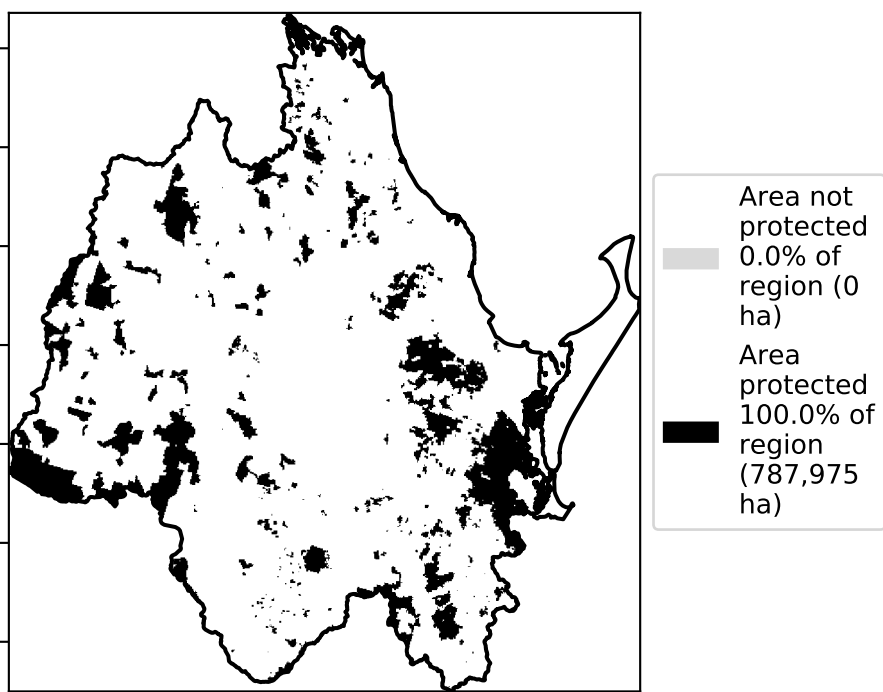 Area not
protected
0.0% of
region (0
ha)
Area
protected
100.0% of
region
(787,975
ha)